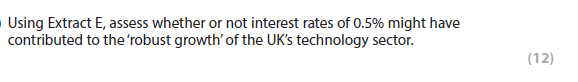 Using Extract E, assess whether or not interest rates of 0.5% might have
contributed to the ‘robust growth’ of the UK’s technology sector.
(12)